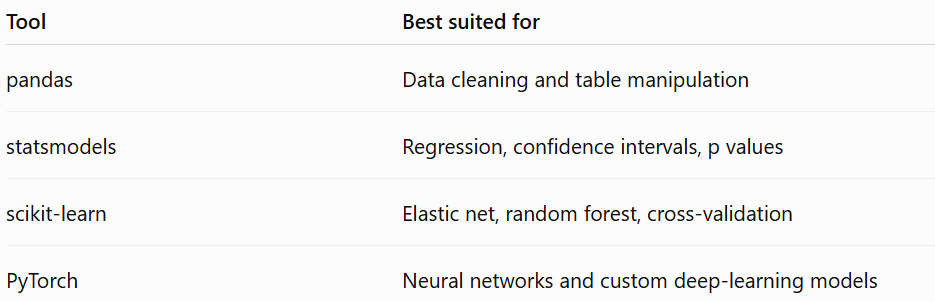 Tool Best suited for
pandas Data cleaning and table manipulation
statsmodels Regression, confidence intervals, p values
scikit-learn Elastic net, random forest, cross-validation
PyTorch Neural networks and custom deep-learning models